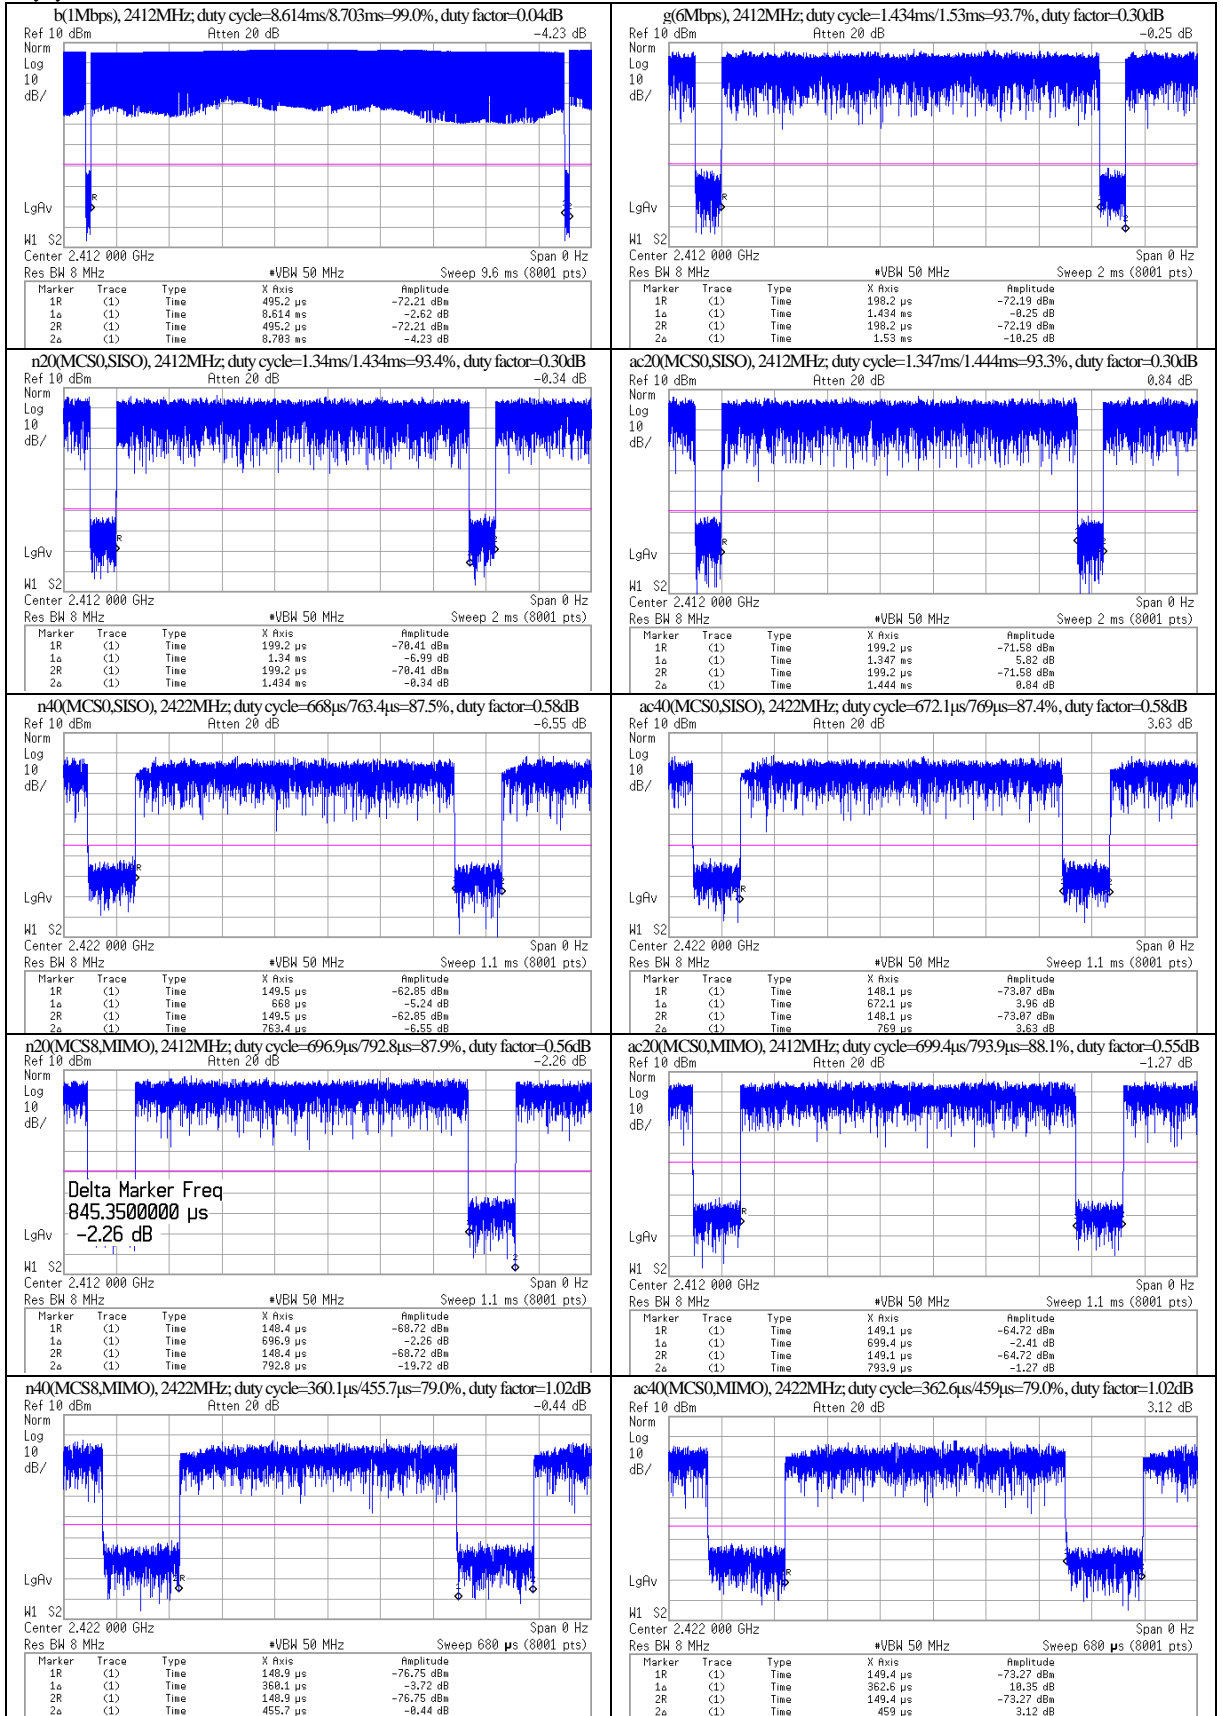 b(1Mbps), 2412MHz; duty cycle=8.614ms/8.703ms=99.0%, duty factor=0.04dB
Ref 10 dBm Atten 20 dB -4.23 dB
Norm
Log
10
dB/
LgAv
W1 S2
Center 2.412 000 GHz Span 0 Hz
Res BW 8 MHz #VBW 50 MHz Sweep 9.6 ms (8001 pts)
Marker Trace Type X Axis Amplitude
1R (1) Time 495.2 µs -72.21 dBm
1Δ (1) Time 8.614 ms -2.62 dB
2R (1) Time 495.2 µs -72.21 dBm
2Δ (1) Time 8.703 ms -4.23 dB
g(6Mbps), 2412MHz; duty cycle=1.434ms/1.53ms=93.7%, duty factor=0.30dB
Ref 10 dBm Atten 20 dB -0.25 dB
Norm
Log
10
dB/
LgAv
W1 S2
Center 2.412 000 GHz Span 0 Hz
Res BW 8 MHz #VBW 50 MHz Sweep 2 ms (8001 pts)
Marker Trace Type X Axis Amplitude
1R (1) Time 198.2 µs -72.19 dBm
1Δ (1) Time 1.434 ms -0.25 dB
2R (1) Time 198.2 µs -72.19 dBm
2Δ (1) Time 1.53 ms -10.25 dB
n20(MCS0,SISO), 2412MHz; duty cycle=1.34ms/1.434ms=93.4%, duty factor=0.30dB
Ref 10 dBm Atten 20 dB -0.34 dB
Norm
Log
10
dB/
LgAv
W1 S2
Center 2.412 000 GHz Span 0 Hz
Res BW 8 MHz #VBW 50 MHz Sweep 2 ms (8001 pts)
Marker Trace Type X Axis Amplitude
1R (1) Time 199.2 µs -70.41 dBm
1Δ (1) Time 1.34 ms -6.99 dB
2R (1) Time 199.2 µs -70.41 dBm
2Δ (1) Time 1.434 ms -0.34 dB
ac20(MCS0,SISO), 2412MHz; duty cycle=1.347ms/1.444ms=93.3%, duty factor=0.30dB
Ref 10 dBm Atten 20 dB 0.84 dB
Norm
Log
10
dB/
LgAv
W1 S2
Center 2.412 000 GHz Span 0 Hz
Res BW 8 MHz #VBW 50 MHz Sweep 2 ms (8001 pts)
Marker Trace Type X Axis Amplitude
1R (1) Time 199.2 µs -71.58 dBm
1Δ (1) Time 1.347 ms 5.82 dB
2R (1) Time 199.2 µs -71.58 dBm
2Δ (1) Time 1.444 ms 0.84 dB
n40(MCS0,SISO), 2422MHz; duty cycle=668µs/763.4µs=87.5%, duty factor=0.58dB
Ref 10 dBm Atten 20 dB -6.55 dB
Norm
Log
10
dB/
LgAv
W1 S2
Center 2.422 000 GHz Span 0 Hz
Res BW 8 MHz #VBW 50 MHz Sweep 1.1 ms (8001 pts)
Marker Trace Type X Axis Amplitude
1R (1) Time 149.5 µs -62.85 dBm
1Δ (1) Time 668 µs -5.24 dB
2R (1) Time 149.5 µs -62.85 dBm
2Δ (1) Time 763.4 µs -6.55 dB
ac40(MCS0,SISO), 2422MHz; duty cycle=672.1µs/769µs=87.4%, duty factor=0.58dB
Ref 10 dBm Atten 20 dB 3.63 dB
Norm
Log
10
dB/
LgAv
W1 S2
Center 2.422 000 GHz Span 0 Hz
Res BW 8 MHz #VBW 50 MHz Sweep 1.1 ms (8001 pts)
Marker Trace Type X Axis Amplitude
1R (1) Time 148.1 µs -73.07 dBm
1Δ (1) Time 672.1 µs 3.96 dB
2R (1) Time 148.1 µs -73.07 dBm
2Δ (1) Time 769 µs 3.63 dB
n20(MCS8,MIMO), 2412MHz; duty cycle=696.9µs/792.8µs=87.9%, duty factor=0.56dB
Ref 10 dBm Atten 20 dB -2.26 dB
Norm
Log
10
dB/
Delta Marker Freq
845.3500000 µs
-2.26 dB
LgAv
W1 S2
Center 2.412 000 GHz Span 0 Hz
Res BW 8 MHz #VBW 50 MHz Sweep 1.1 ms (8001 pts)
Marker Trace Type X Axis Amplitude
1R (1) Time 148.4 µs -68.72 dBm
1Δ (1) Time 696.9 µs -2.26 dB
2R (1) Time 148.4 µs -68.72 dBm
2Δ (1) Time 792.8 µs -19.72 dB
ac20(MCS0,MIMO), 2412MHz; duty cycle=699.4µs/793.9µs=88.1%, duty factor=0.55dB
Ref 10 dBm Atten 20 dB -1.27 dB
Norm
Log
10
dB/
LgAv
W1 S2
Center 2.412 000 GHz Span 0 Hz
Res BW 8 MHz #VBW 50 MHz Sweep 1.1 ms (8001 pts)
Marker Trace Type X Axis Amplitude
1R (1) Time 149.1 µs -64.72 dBm
1Δ (1) Time 699.4 µs -2.41 dB
2R (1) Time 149.1 µs -64.72 dBm
2Δ (1) Time 793.9 µs -1.27 dB
n40(MCS8,MIMO), 2422MHz; duty cycle=360.1µs/455.7µs=79.0%, duty factor=1.02dB
Ref 10 dBm Atten 20 dB -0.44 dB
Norm
Log
10
dB/
LgAv
W1 S2
Center 2.422 000 GHz Span 0 Hz
Res BW 8 MHz #VBW 50 MHz Sweep 680 µs (8001 pts)
Marker Trace Type X Axis Amplitude
1R (1) Time 148.9 µs -76.75 dBm
1Δ (1) Time 360.1 µs -3.72 dB
2R (1) Time 148.9 µs -76.75 dBm
2Δ (1) Time 455.7 µs -0.44 dB
ac40(MCS0,MIMO), 2422MHz; duty cycle=362.6µs/459µs=79.0%, duty factor=1.02dB
Ref 10 dBm Atten 20 dB 3.12 dB
Norm
Log
10
dB/
LgAv
W1 S2
Center 2.422 000 GHz Span 0 Hz
Res BW 8 MHz #VBW 50 MHz Sweep 680 µs (8001 pts)
Marker Trace Type X Axis Amplitude
1R (1) Time 149.4 µs -73.27 dBm
1Δ (1) Time 362.6 µs 10.35 dB
2R (1) Time 149.4 µs -73.27 dBm
2Δ (1) Time 459 µs 3.12 dB